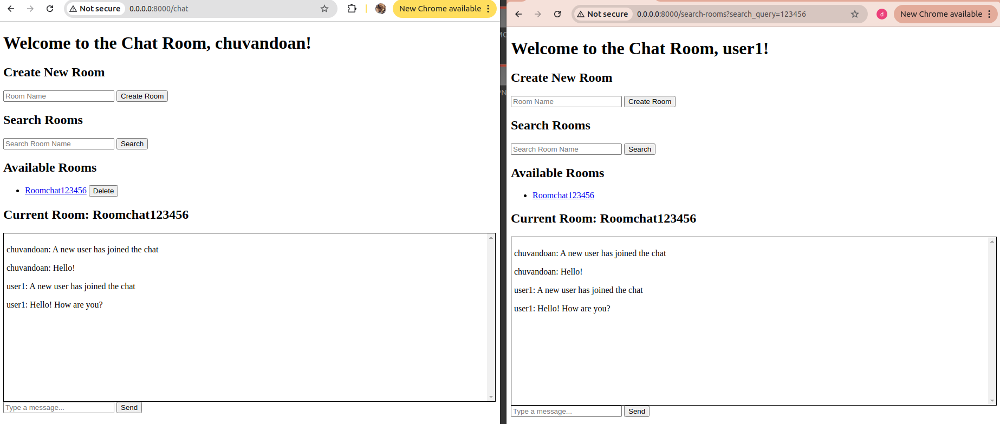 Not secure 0.0.0.0:8000/chat
New Chrome available
Welcome to the Chat Room, chuvandoan!
Create New Room
Room Name Create Room
Search Rooms
Search Room Name Search
Available Rooms
Roomchat123456 Delete
Current Room: Roomchat123456
chuvandoan: A new user has joined the chat
chuvandoan: Hello!
user1: A new user has joined the chat
user1: Hello! How are you?
Type a message... Send
Not secure 0.0.0.0:8000/search-rooms?search_query=123456
d
New Chrome available
Welcome to the Chat Room, user1!
Create New Room
Room Name Create Room
Search Rooms
Search Room Name Search
Available Rooms
Roomchat123456
Current Room: Roomchat123456
chuvandoan: A new user has joined the chat
chuvandoan: Hello!
user1: A new user has joined the chat
user1: Hello! How are you?
Type a message... Send